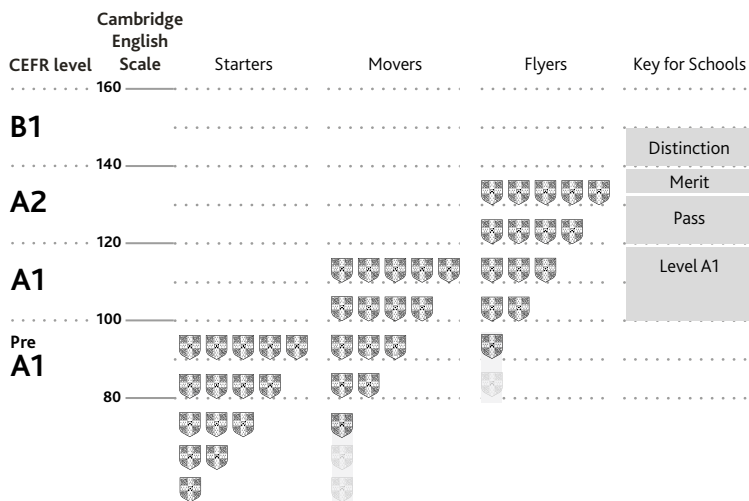 Cambridge
English
CEFR level Scale Starters Movers Flyers Key for Schools
160
B1
Distinction
140
Merit
A2
Pass
120
A1
Level A1
100
Pre
A1
80